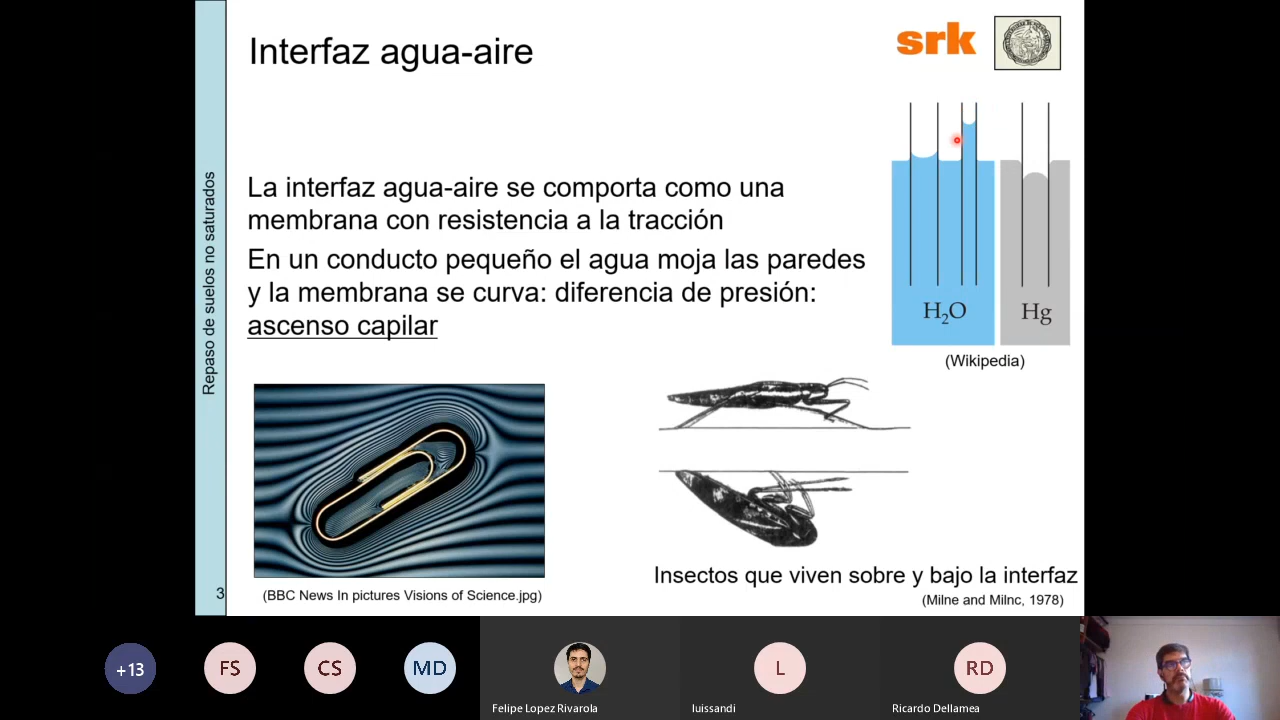 Interfaz agua-aire
srk
Repaso de suelos no saturados
La interfaz agua-aire se comporta como una
membrana con resistencia a la tracción
En un conducto pequeño el agua moja las paredes
y la membrana se curva: diferencia de presión:
ascenso capilar
H₂O
Hg
(Wikipedia)
Insectos que viven sobre y bajo la interfaz
(Milne and Milnc, 1978)
3
(BBC News In pictures Visions of Science.jpg)
+13
FS
CS
MD
Felipe Lopez Rivarola
L
luissandi
RD
Ricardo Dellamea